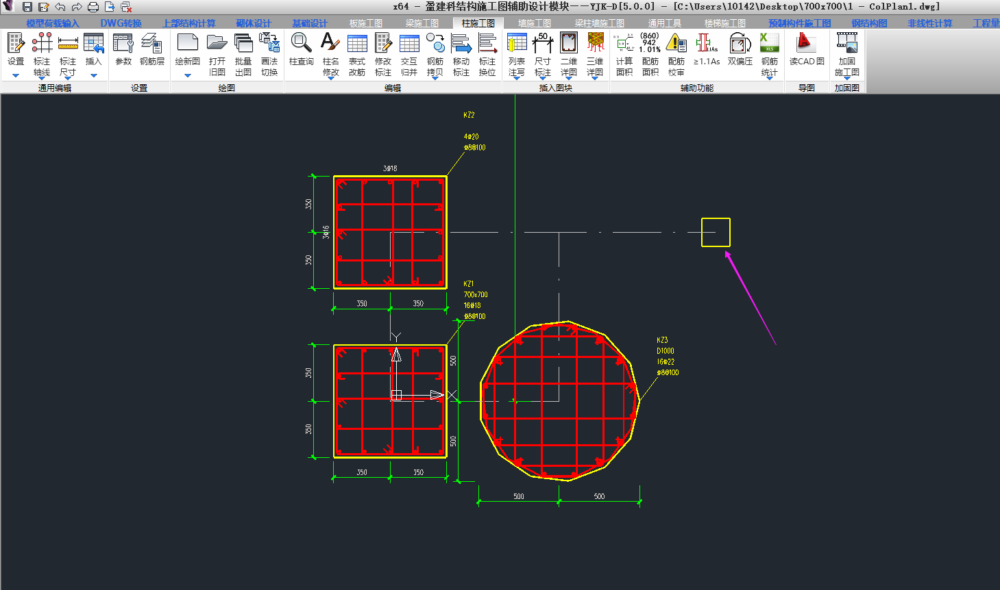 x64 - 盈建科结构施工图辅助设计模块——YJK-D[5.0.0] - [C:\Users\10142\Desktop\700x700\1 - ColPlan1.dwg]
模型荷载输入 DWG转换 上部结构计算 砌体设计 基础设计 板施工图 梁施工图 柱施工图 墙施工图 梁柱墙施工图 通用工具 楼梯施工图 预制构件施工图 钢结构图 非线性计算 工程量
50 (860) 942 1.01% 1.1As XLS
设置 标注轴线 标注尺寸 插入 参数 钢筋层 绘新图 打开旧图 批量出图 画法切换 柱查询 柱名修改 表式改筋 修改标注 交互归并 钢筋拷贝 移动标注 标注换位 列表注写 尺寸标注 二维详图 三维详图 计算面积 配筋面积 配筋校审 ≥1.1As 双偏压 钢筋统计 读CAD图 加固施工图
通用编辑 设置 绘图 编辑 插入图块 辅助功能 导图 加固图
KZ2
4Φ20
Φ8@100
3Φ18
350
3Φ16
350
350 350
KZ1
700x700
16Φ18
Φ8@100
Y
X
350
350
350 350
500
500
KZ3
D1000
16Φ22
Φ8@100
500 500